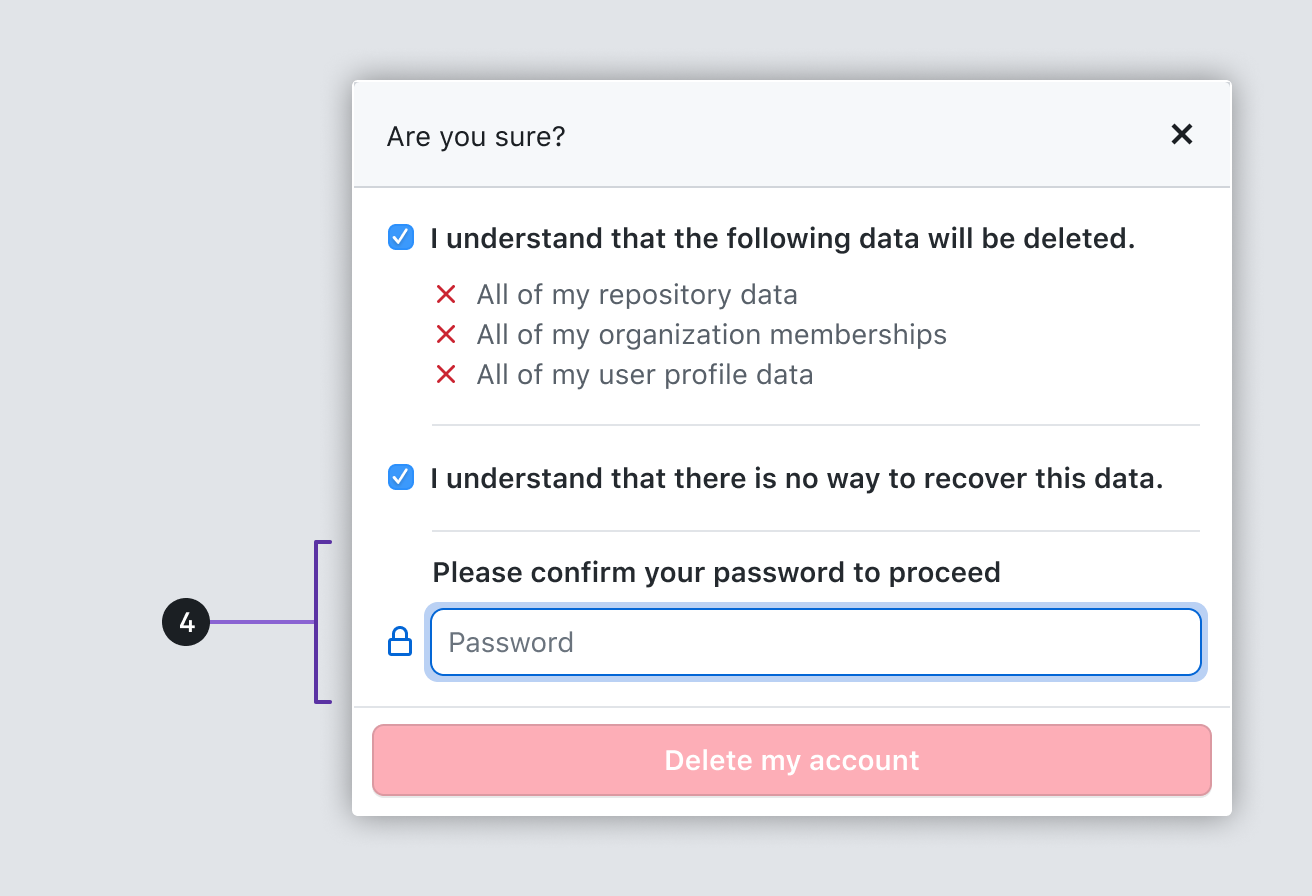 Are you sure?
I understand that the following data will be deleted.
All of my repository data
All of my organization memberships
All of my user profile data
I understand that there is no way to recover this data.
Please confirm your password to proceed
4
Password
Delete my account